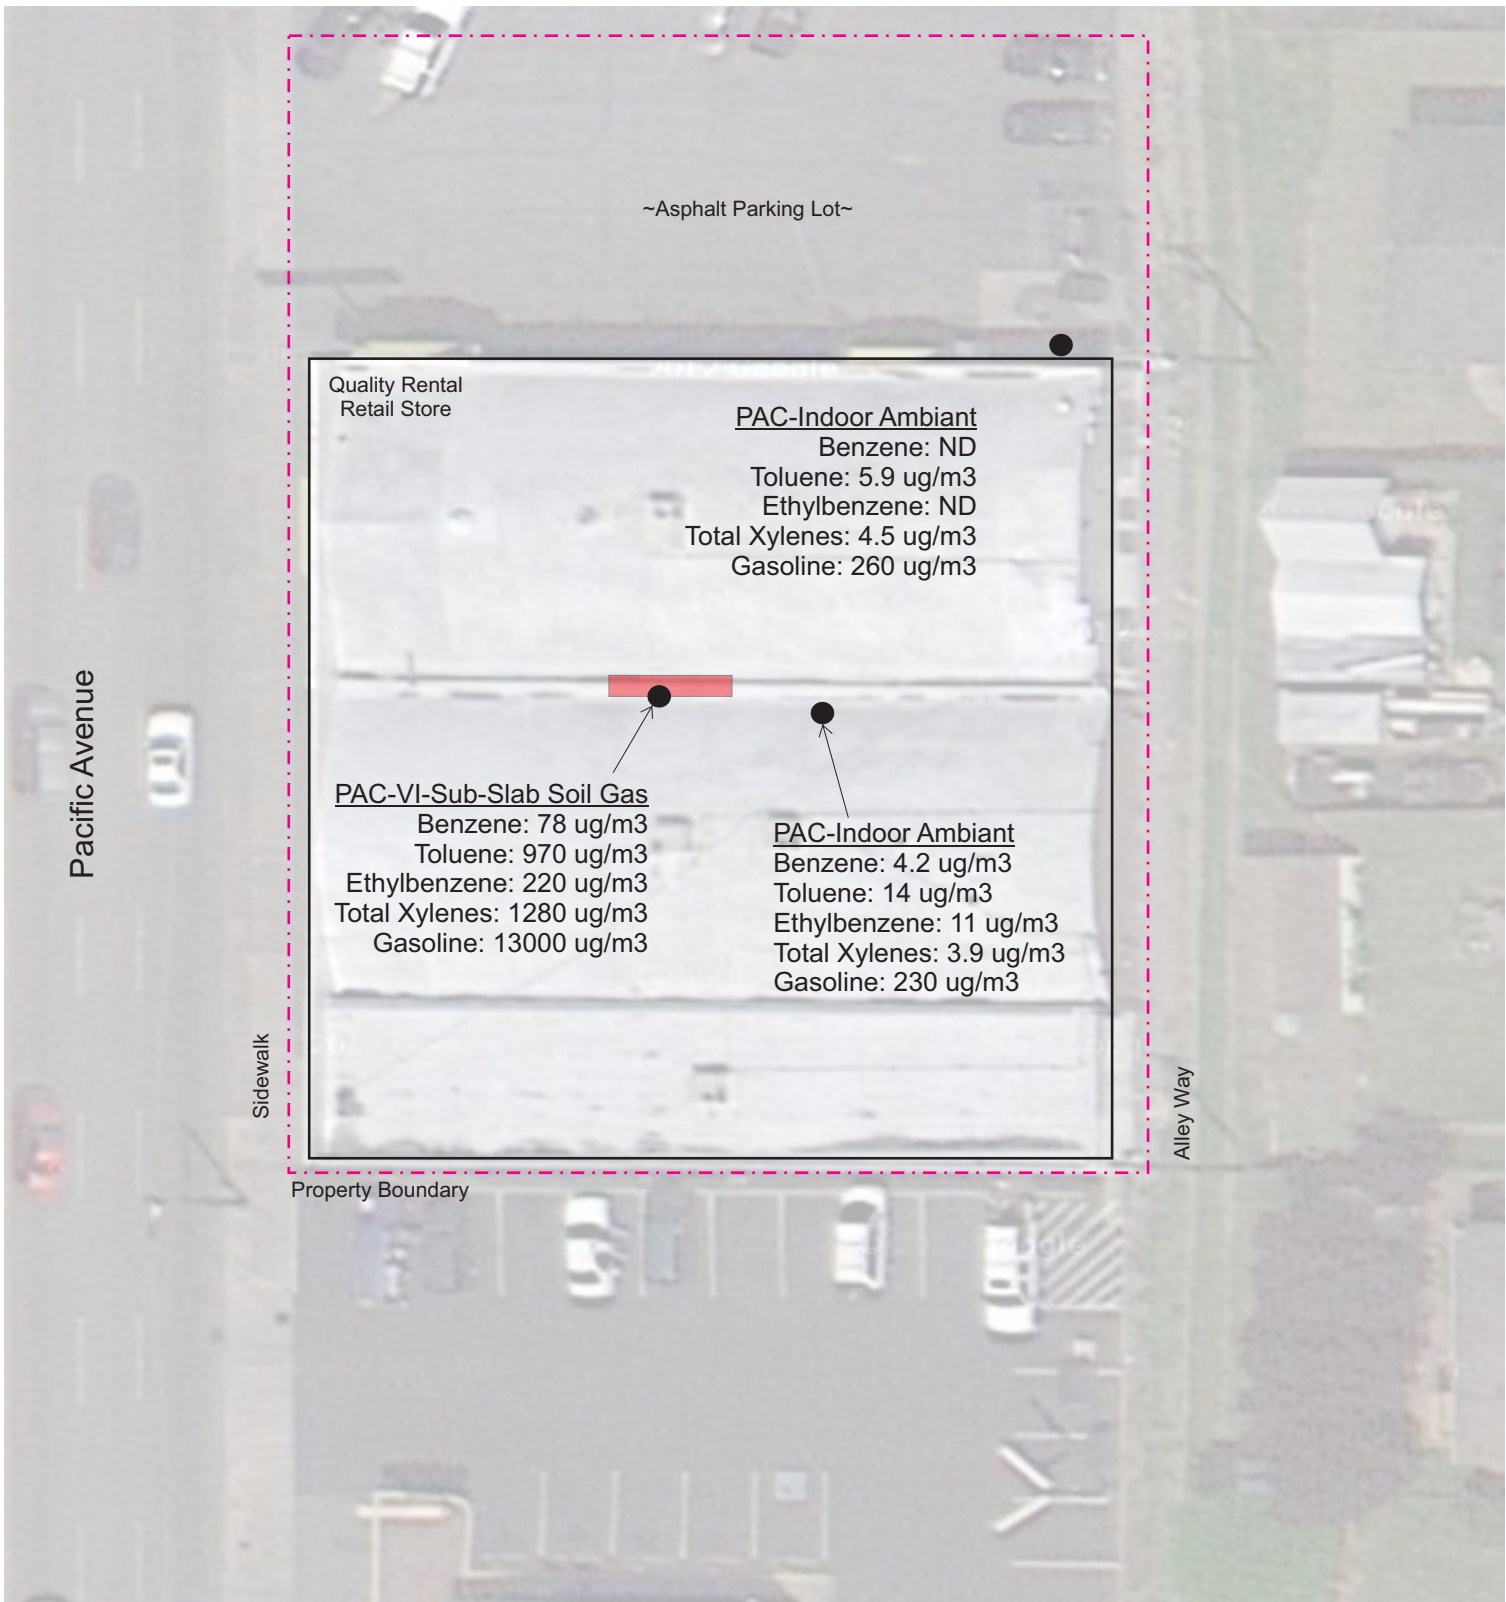 ~Asphalt Parking Lot~
Quality Rental
Retail Store
PAC-Indoor Ambiant
Benzene: ND
Toluene: 5.9 ug/m3
Ethylbenzene: ND
Total Xylenes: 4.5 ug/m3
Gasoline: 260 ug/m3
Pacific Avenue
PAC-VI-Sub-Slab Soil Gas
Benzene: 78 ug/m3
Toluene: 970 ug/m3
Ethylbenzene: 220 ug/m3
Total Xylenes: 1280 ug/m3
Gasoline: 13000 ug/m3
PAC-Indoor Ambiant
Benzene: 4.2 ug/m3
Toluene: 14 ug/m3
Ethylbenzene: 11 ug/m3
Total Xylenes: 3.9 ug/m3
Gasoline: 230 ug/m3
Sidewalk
Alley Way
Property Boundary